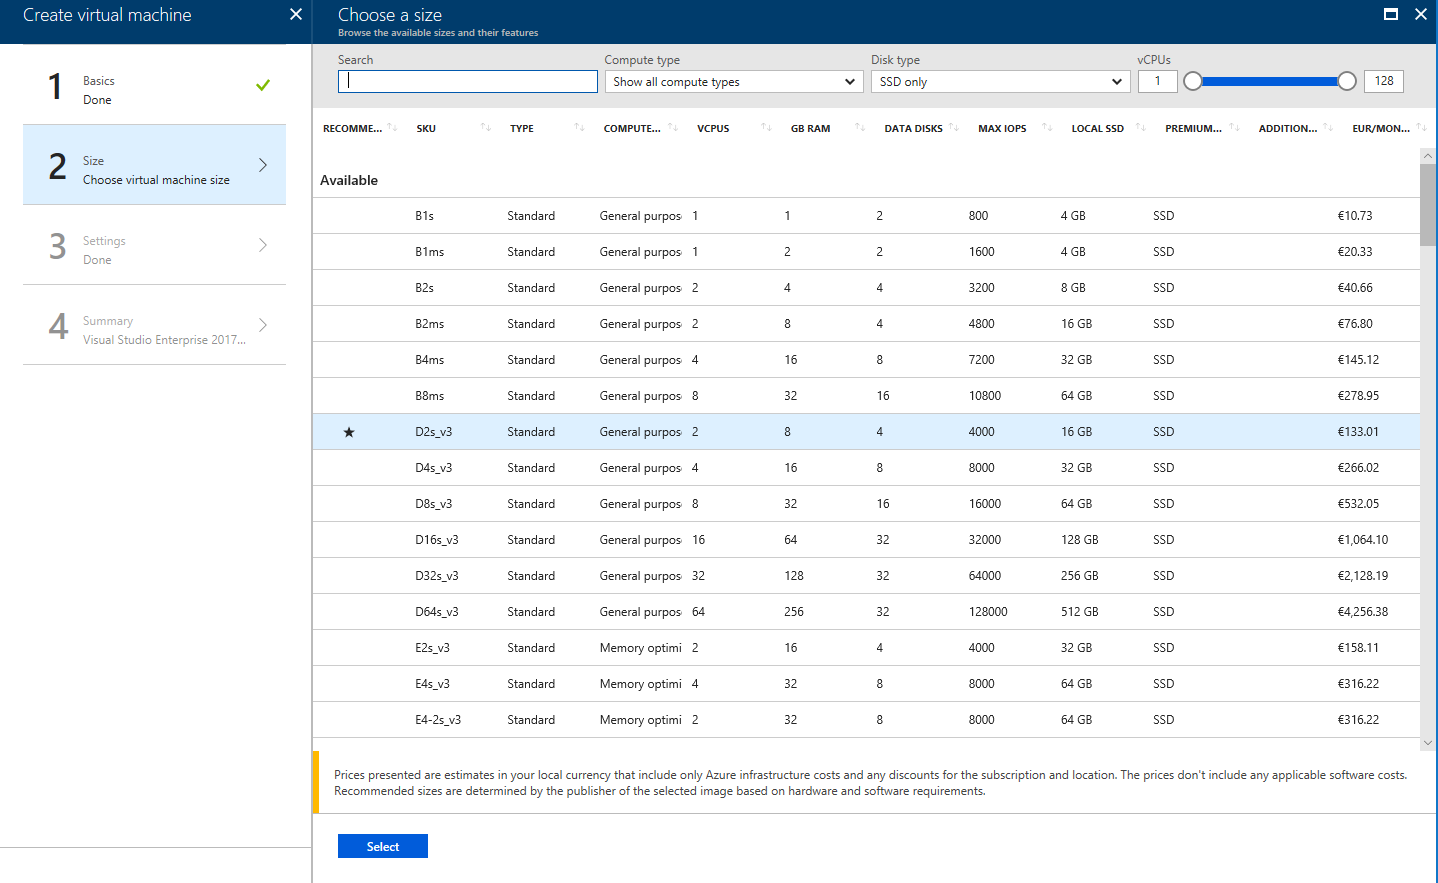 Create virtual machine
Choose a size
Browse the available sizes and their features
1 Basics
Done
2 Size
Choose virtual machine size
3 Settings
Done
4 Summary
Visual Studio Enterprise 2017...
Search Compute type Disk type vCPUs
Show all compute types SSD only 1 128
RECOMME... SKU TYPE COMPUTE... VCPUS GB RAM DATA DISKS MAX IOPS LOCAL SSD PREMIUM... ADDITION... EUR/MON...
Available
B1s Standard General purpos 1 1 2 800 4 GB SSD €10.73
B1ms Standard General purpos 1 2 2 1600 4 GB SSD €20.33
B2s Standard General purpos 2 4 4 3200 8 GB SSD €40.66
B2ms Standard General purpos 2 8 4 4800 16 GB SSD €76.80
B4ms Standard General purpos 4 16 8 7200 32 GB SSD €145.12
B8ms Standard General purpos 8 32 16 10800 64 GB SSD €278.95
★ D2s_v3 Standard General purpos 2 8 4 4000 16 GB SSD €133.01
D4s_v3 Standard General purpos 4 16 8 8000 32 GB SSD €266.02
D8s_v3 Standard General purpos 8 32 16 16000 64 GB SSD €532.05
D16s_v3 Standard General purpos 16 64 32 32000 128 GB SSD €1,064.10
D32s_v3 Standard General purpos 32 128 32 64000 256 GB SSD €2,128.19
D64s_v3 Standard General purpos 64 256 32 128000 512 GB SSD €4,256.38
E2s_v3 Standard Memory optimi 2 16 4 4000 32 GB SSD €158.11
E4s_v3 Standard Memory optimi 4 32 8 8000 64 GB SSD €316.22
E4-2s_v3 Standard Memory optimi 2 32 8 8000 64 GB SSD €316.22
Prices presented are estimates in your local currency that include only Azure infrastructure costs and any discounts for the subscription and location. The prices don't include any applicable software costs.
Recommended sizes are determined by the publisher of the selected image based on hardware and software requirements.
Select